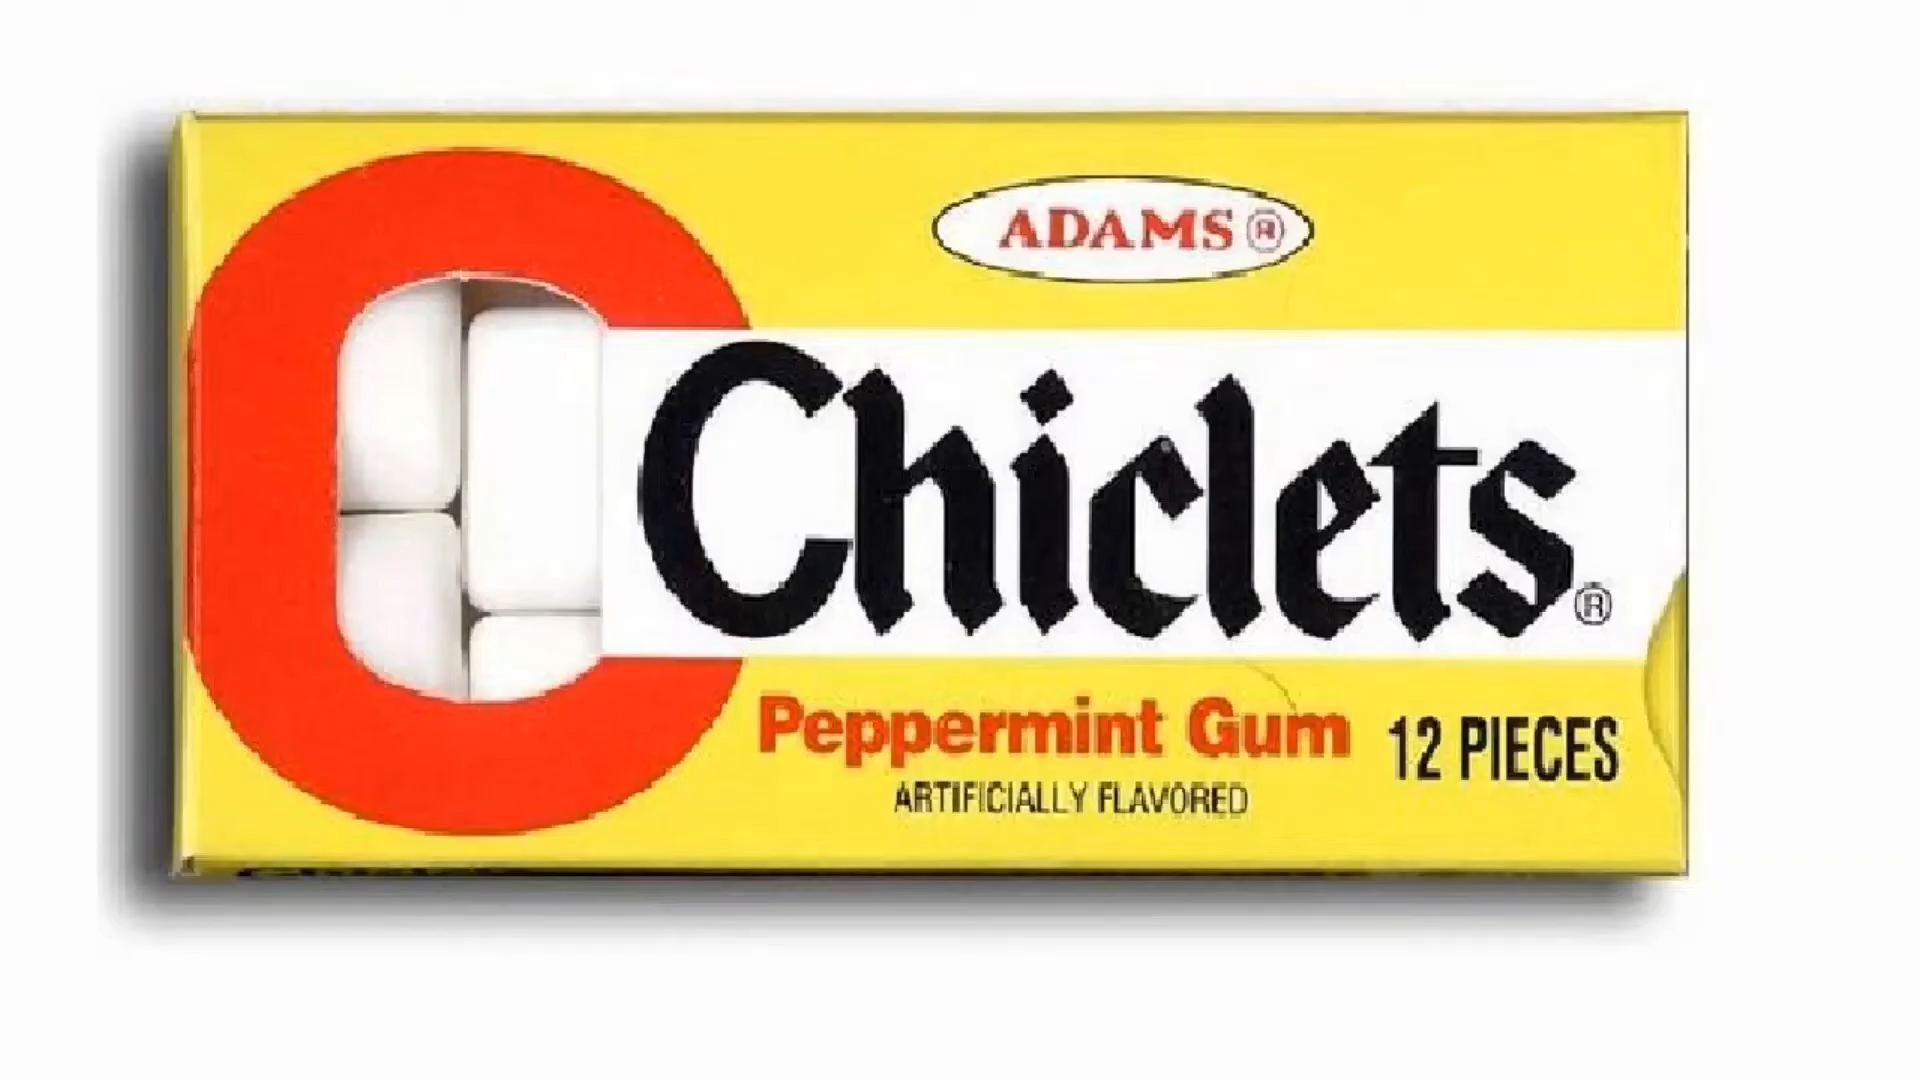 ADAMS®
Chiclets®
Peppermint Gum
12 PIECES
ARTIFICIALLY FLAVORED